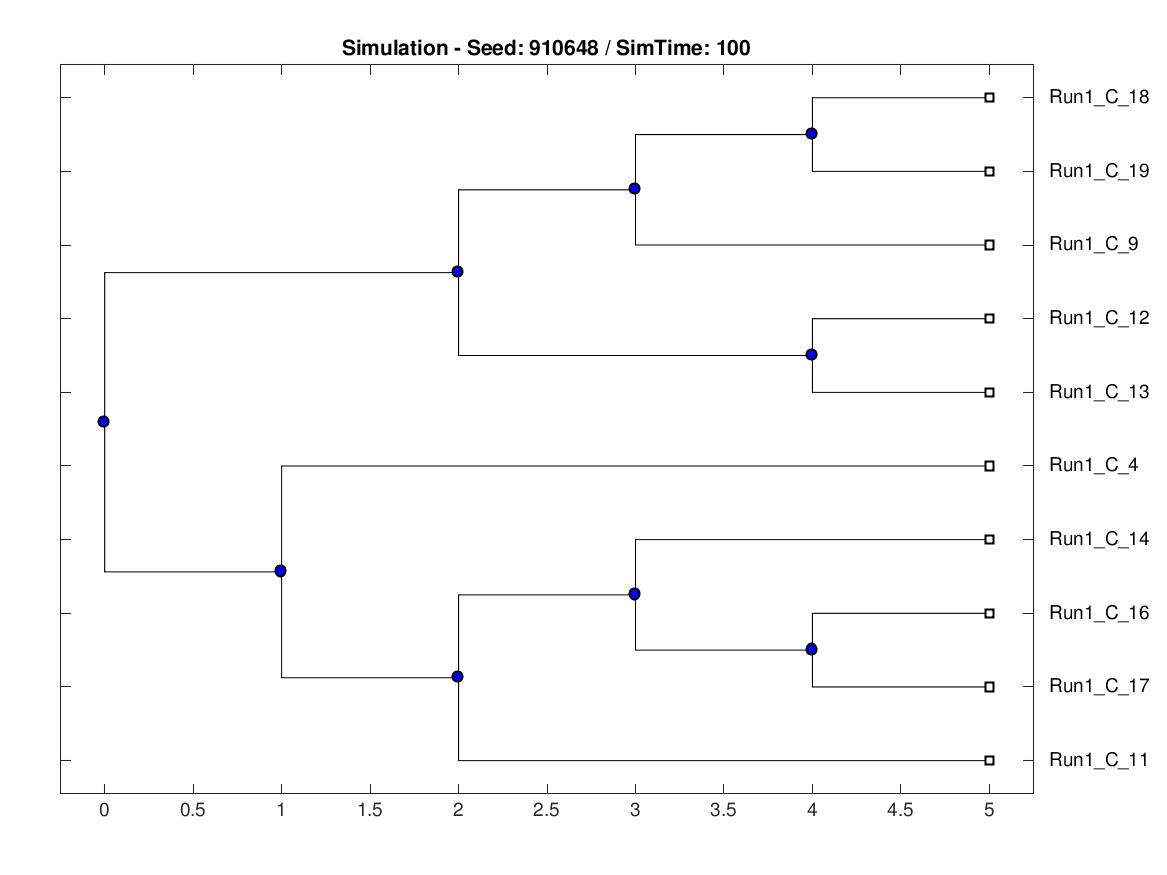 Simulation - Seed: 910648 / SimTime: 100
Run1_C_18
Run1_C_19
Run1_C_9
Run1_C_12
Run1_C_13
Run1_C_4
Run1_C_14
Run1_C_16
Run1_C_17
Run1_C_11
0 0.5 1 1.5 2 2.5 3 3.5 4 4.5 5